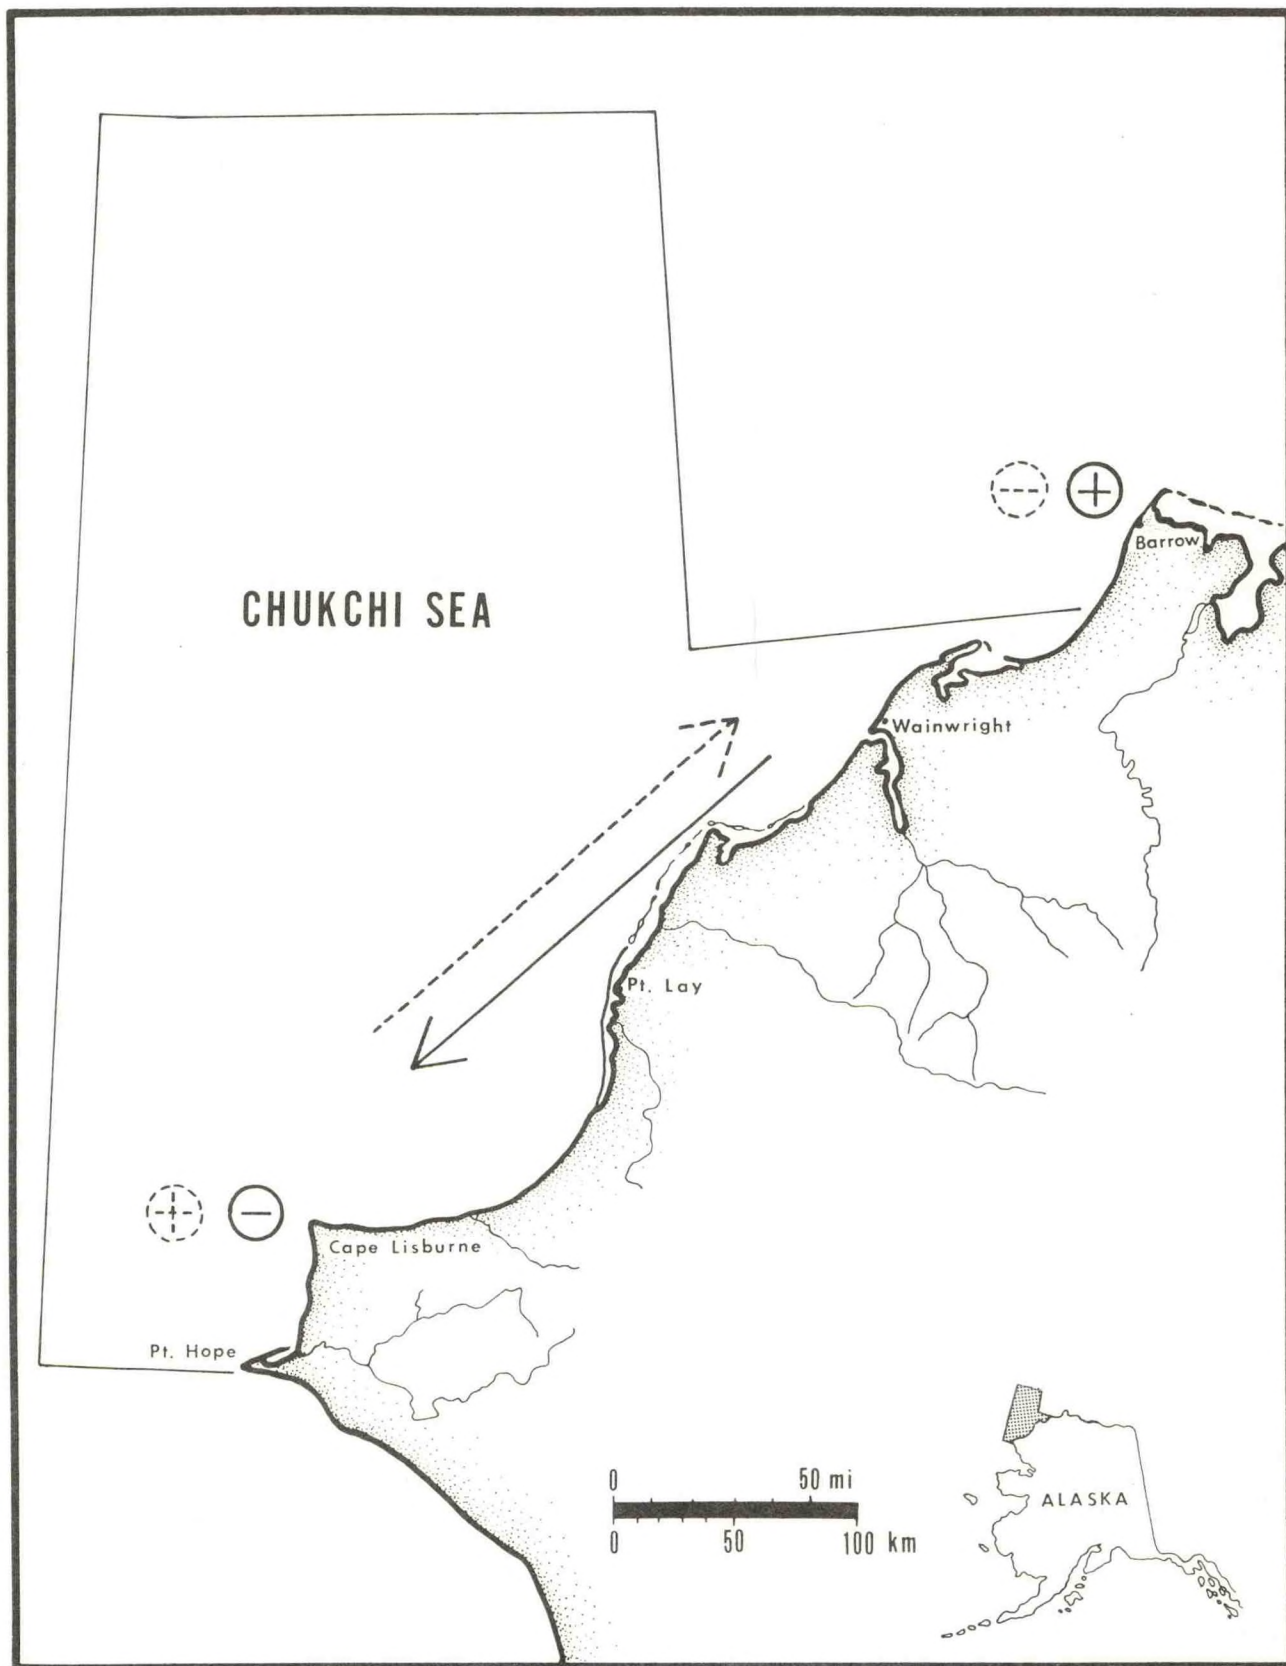 Barrow
CHUKCHI SEA
Wainwright
Pt. Lay
Cape Lisburne
Pt. Hope
0 50 mi
0 50 100 km
ALASKA